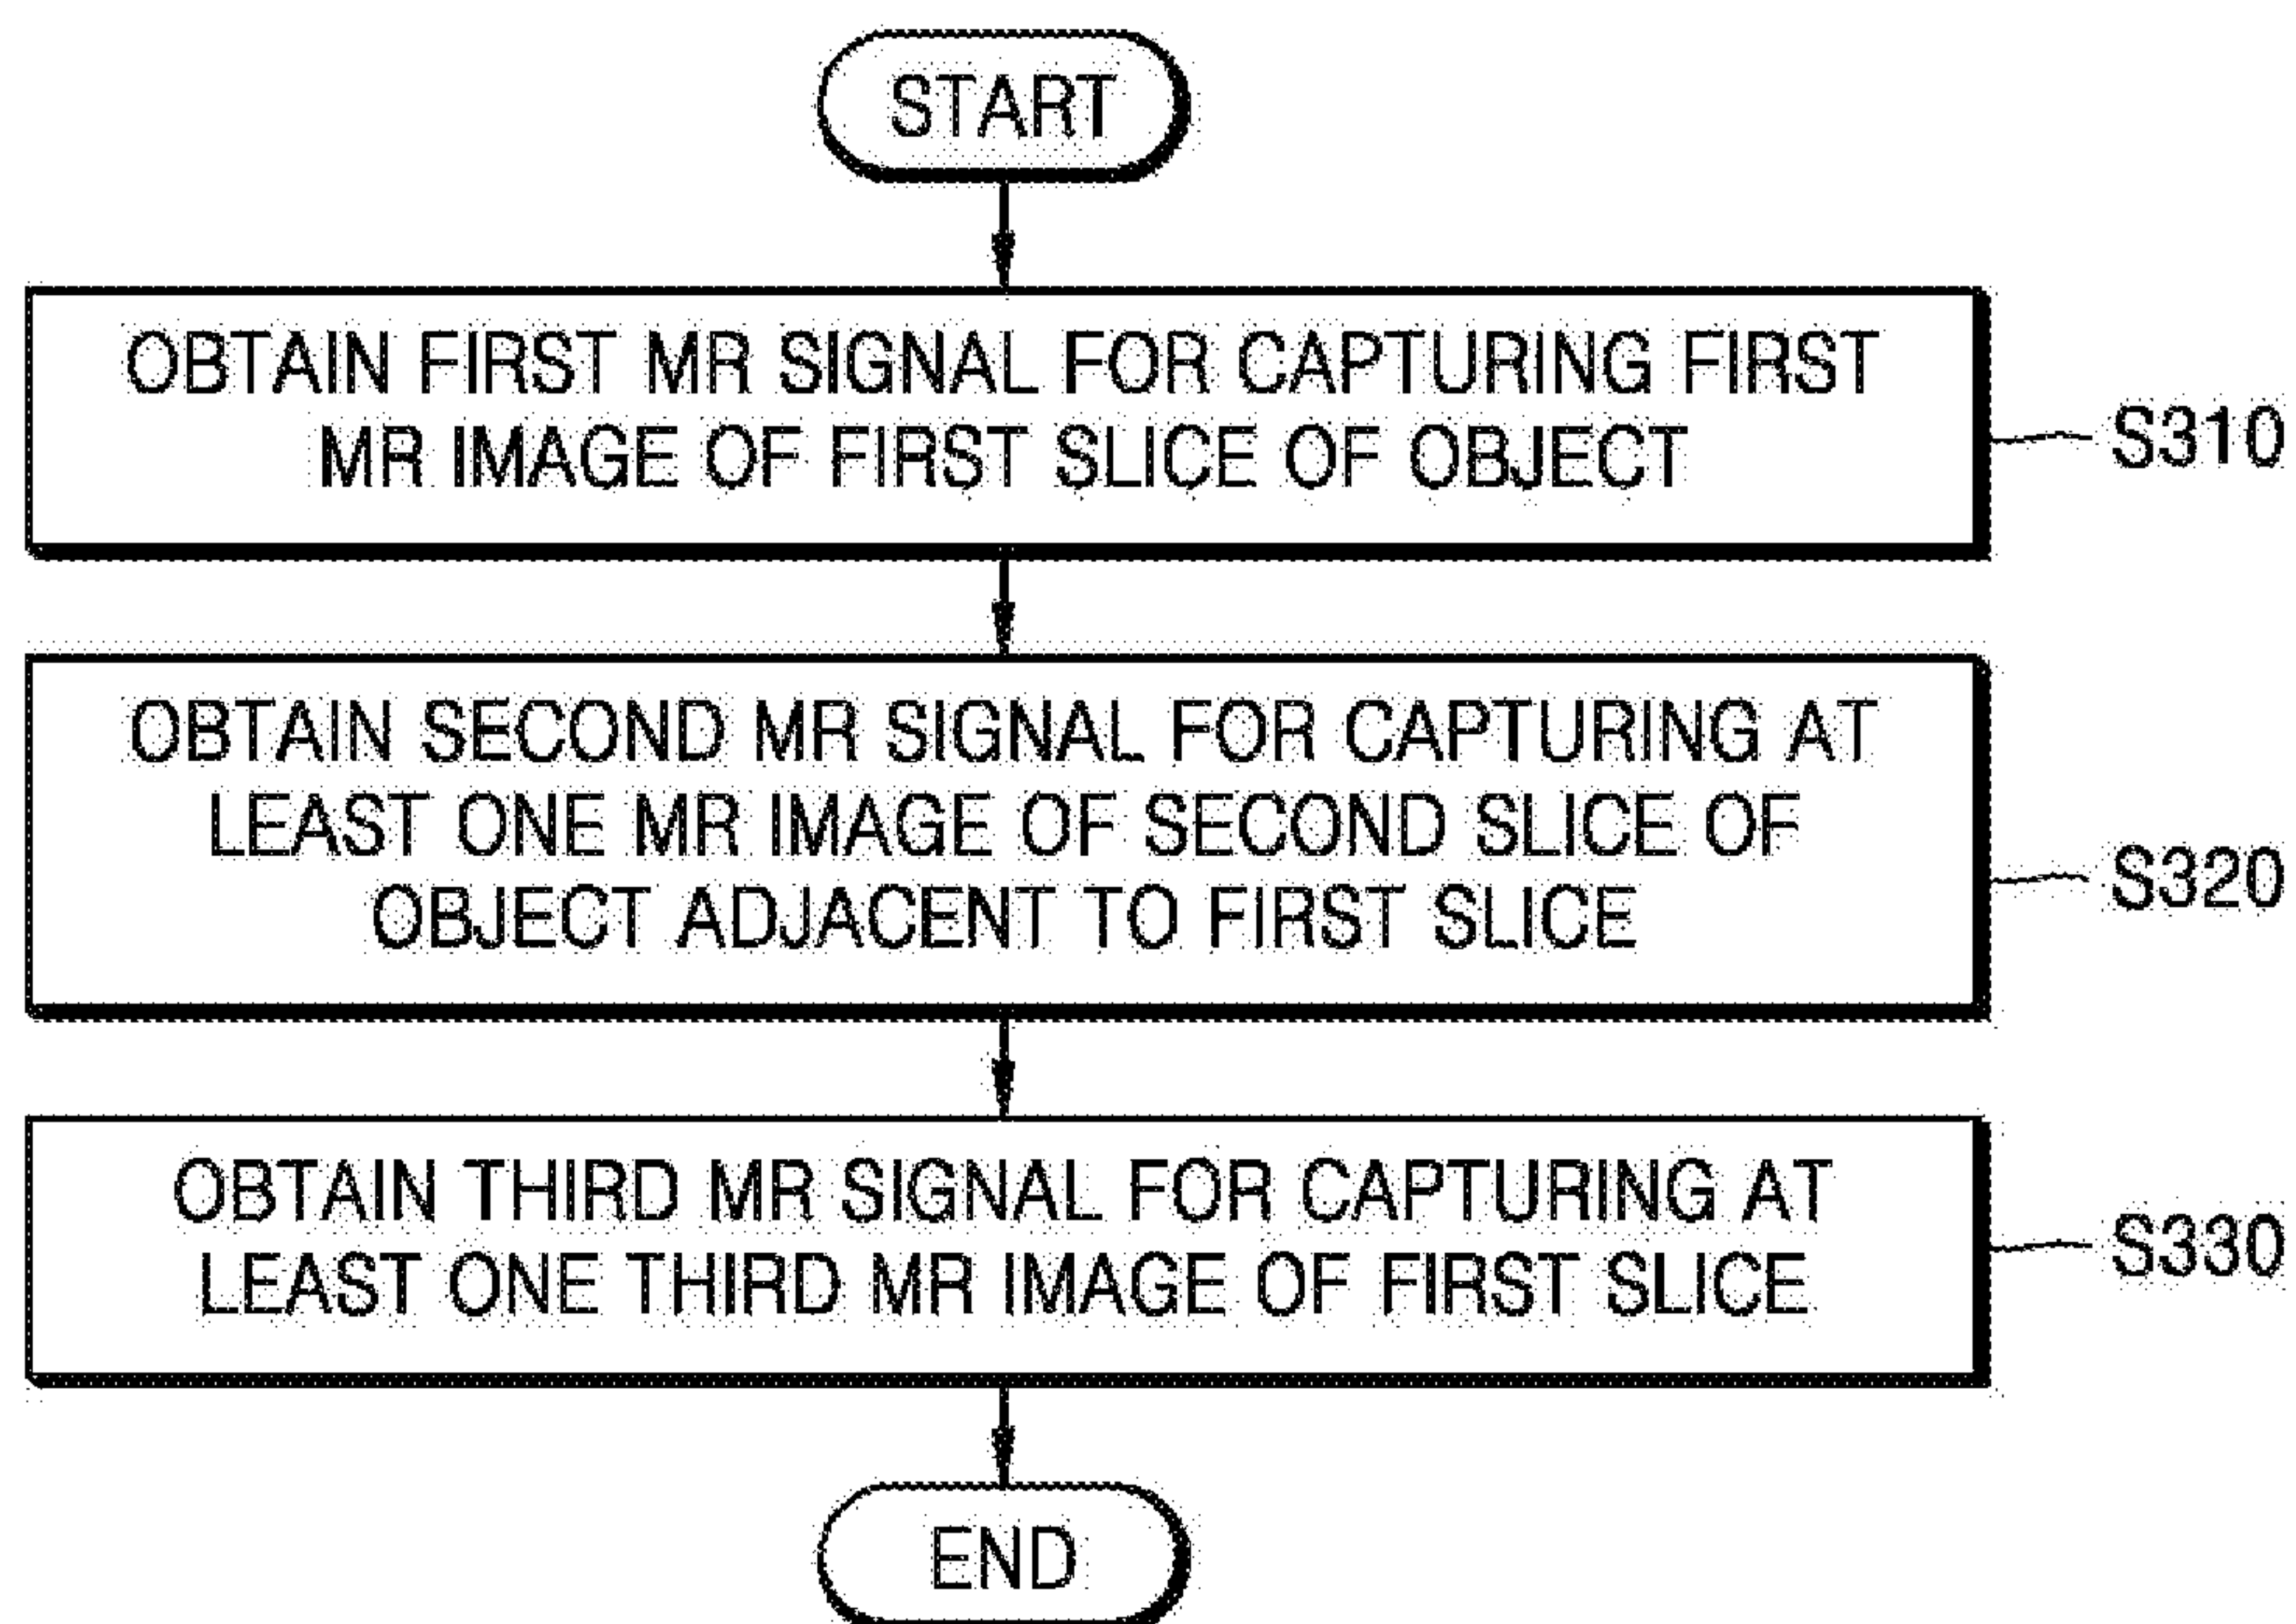 START
OBTAIN FIRST MR SIGNAL FOR CAPTURING FIRST
MR IMAGE OF FIRST SLICE OF OBJECT
S310
OBTAIN SECOND MR SIGNAL FOR CAPTURING AT
LEAST ONE MR IMAGE OF SECOND SLICE OF
OBJECT ADJACENT TO FIRST SLICE
S320
OBTAIN THIRD MR SIGNAL FOR CAPTURING AT
LEAST ONE THIRD MR IMAGE OF FIRST SLICE
S330
END